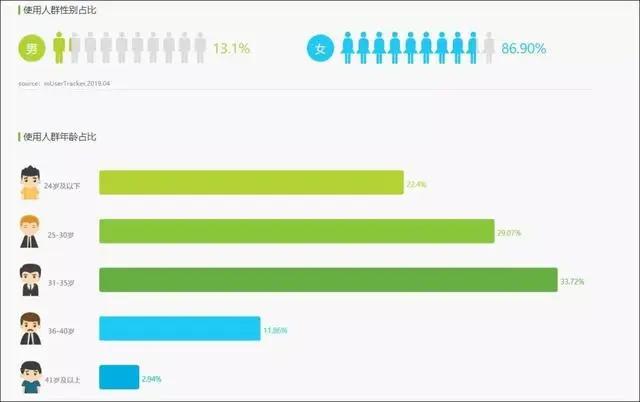 使用人群性别占比
男 13.1% 女 86.90%
source: mUserTracker.2019.04
使用人群年龄占比
24岁及以下 22.4%
25-30岁 29.07%
31-35岁 33.72%
36-40岁 11.86%
41岁及以上 2.94%